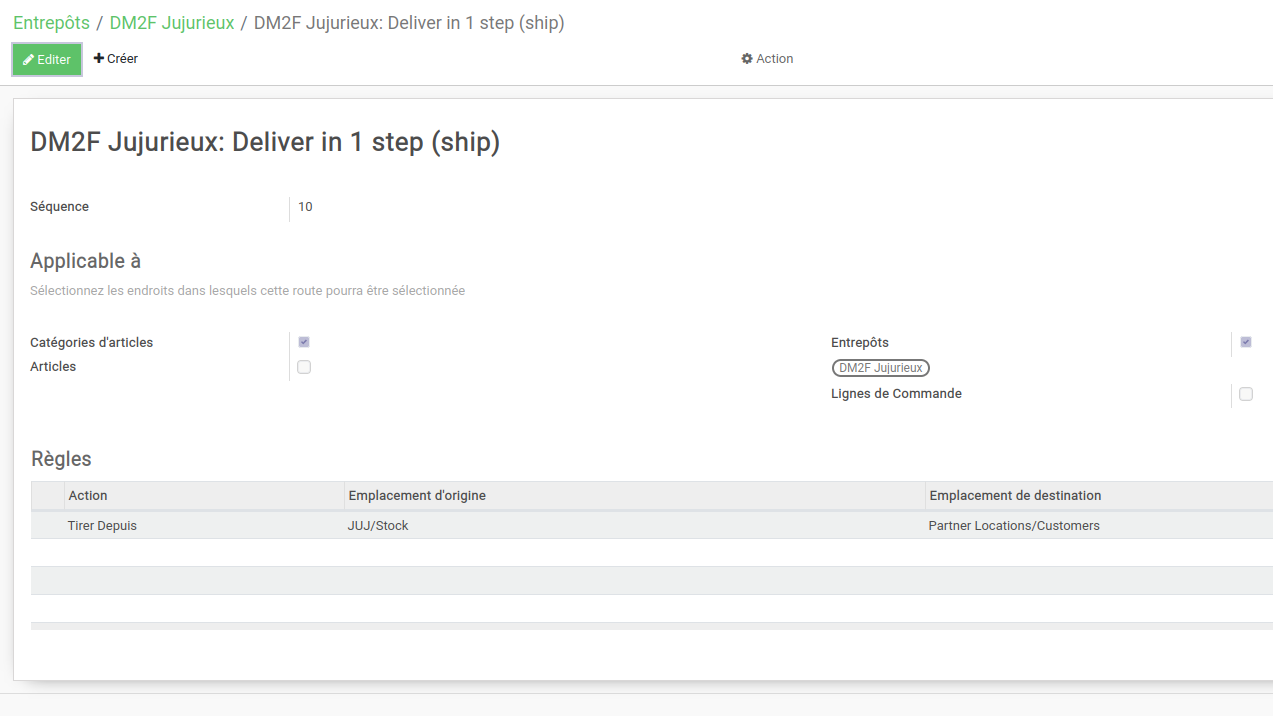 Entrepôts / DM2F Jujurieux / DM2F Jujurieux: Deliver in 1 step (ship)
Editer Créer Action
DM2F Jujurieux: Deliver in 1 step (ship)
Séquence 10
Applicable à
Sélectionnez les endroits dans lesquels cette route pourra être sélectionnée
Catégories d'articles Entrepôts
Articles DM2F Jujurieux
Lignes de Commande
Règles
Action Emplacement d'origine Emplacement de destination
Tirer Depuis JUJ/Stock Partner Locations/Customers